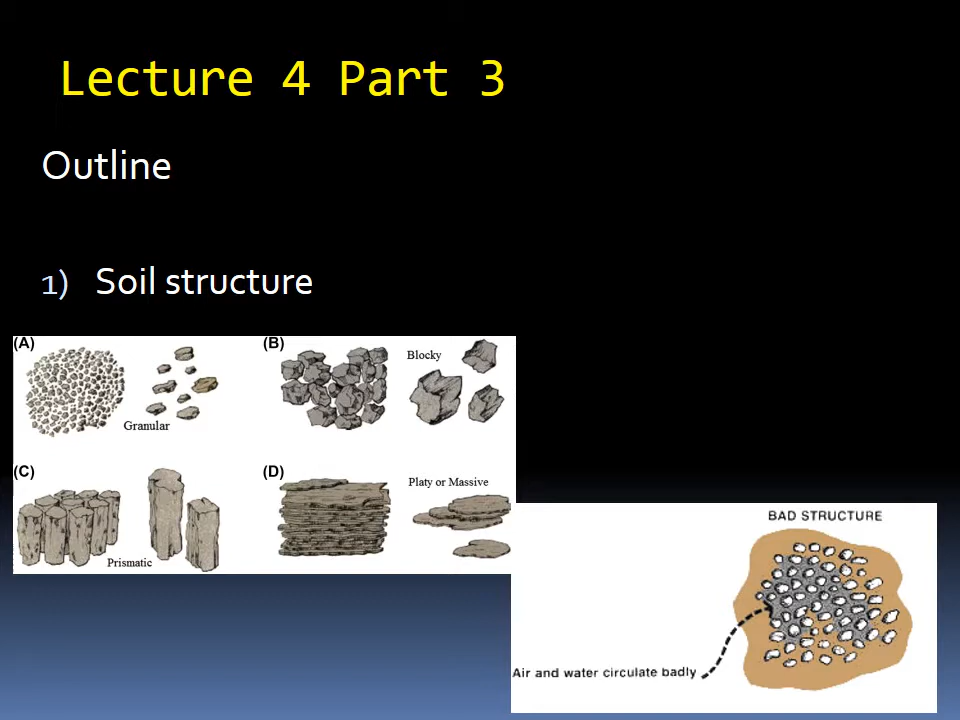 Lecture 4 Part 3
Outline
1) Soil structure
(A)
Granular
(B)
Blocky
(C)
Prismatic
(D)
Platy or Massive
BAD STRUCTURE
Air and water circulate badly